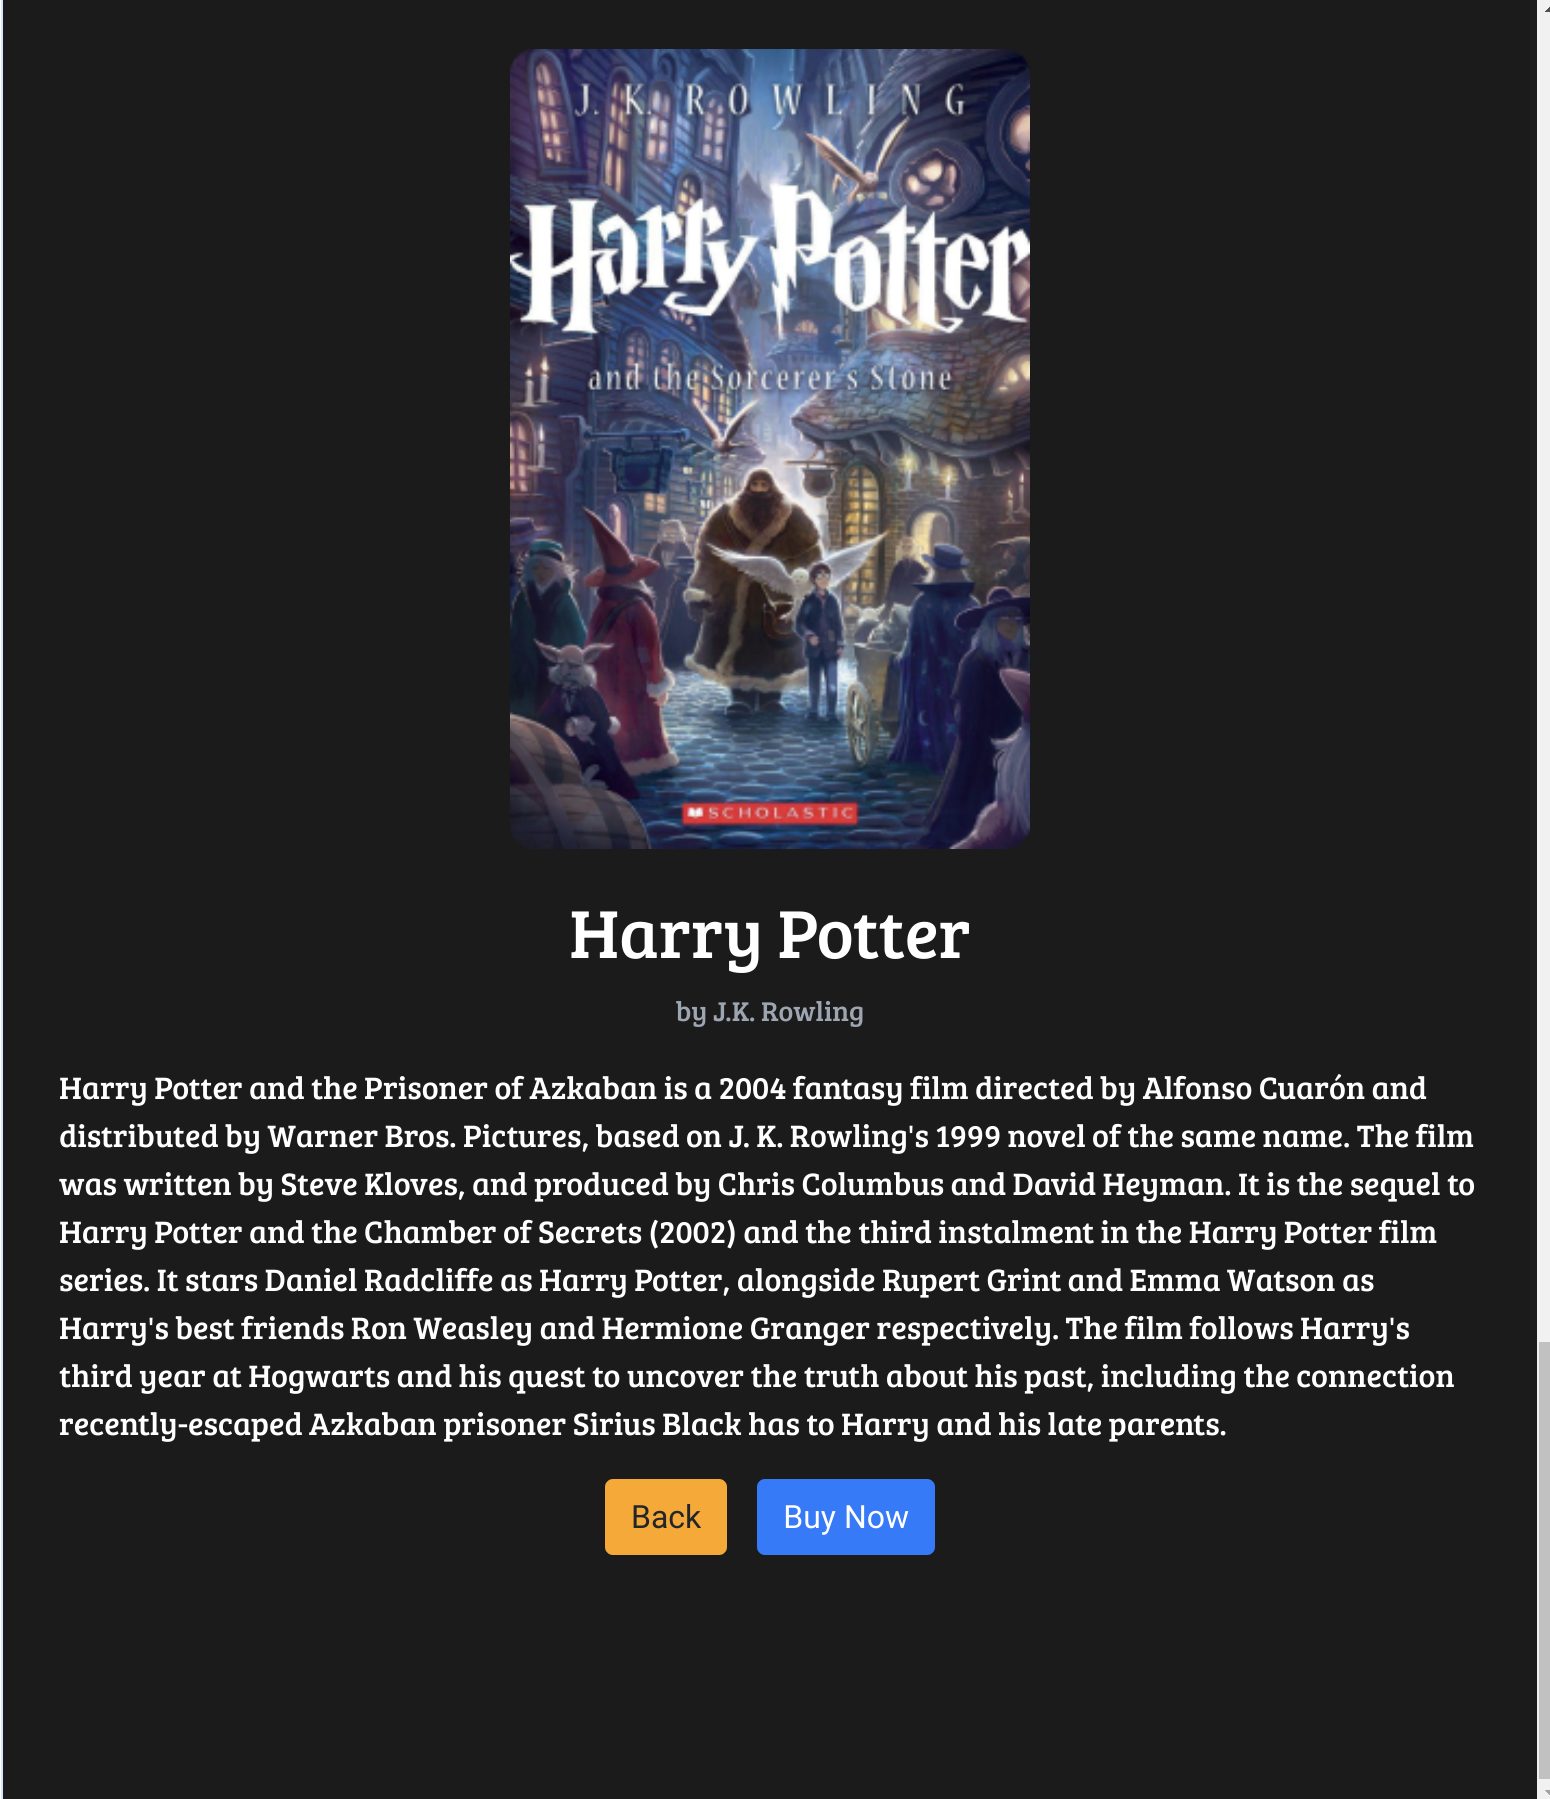 J. K. ROWLING
Harry Potter
and the Sorcerer's Stone
SCHOLASTIC
Harry Potter
by J.K. Rowling
Harry Potter and the Prisoner of Azkaban is a 2004 fantasy film directed by Alfonso Cuarón and
distributed by Warner Bros. Pictures, based on J. K. Rowling's 1999 novel of the same name. The film
was written by Steve Kloves, and produced by Chris Columbus and David Heyman. It is the sequel to
Harry Potter and the Chamber of Secrets (2002) and the third instalment in the Harry Potter film
series. It stars Daniel Radcliffe as Harry Potter, alongside Rupert Grint and Emma Watson as
Harry's best friends Ron Weasley and Hermione Granger respectively. The film follows Harry's
third year at Hogwarts and his quest to uncover the truth about his past, including the connection
recently-escaped Azkaban prisoner Sirius Black has to Harry and his late parents.
Back Buy Now